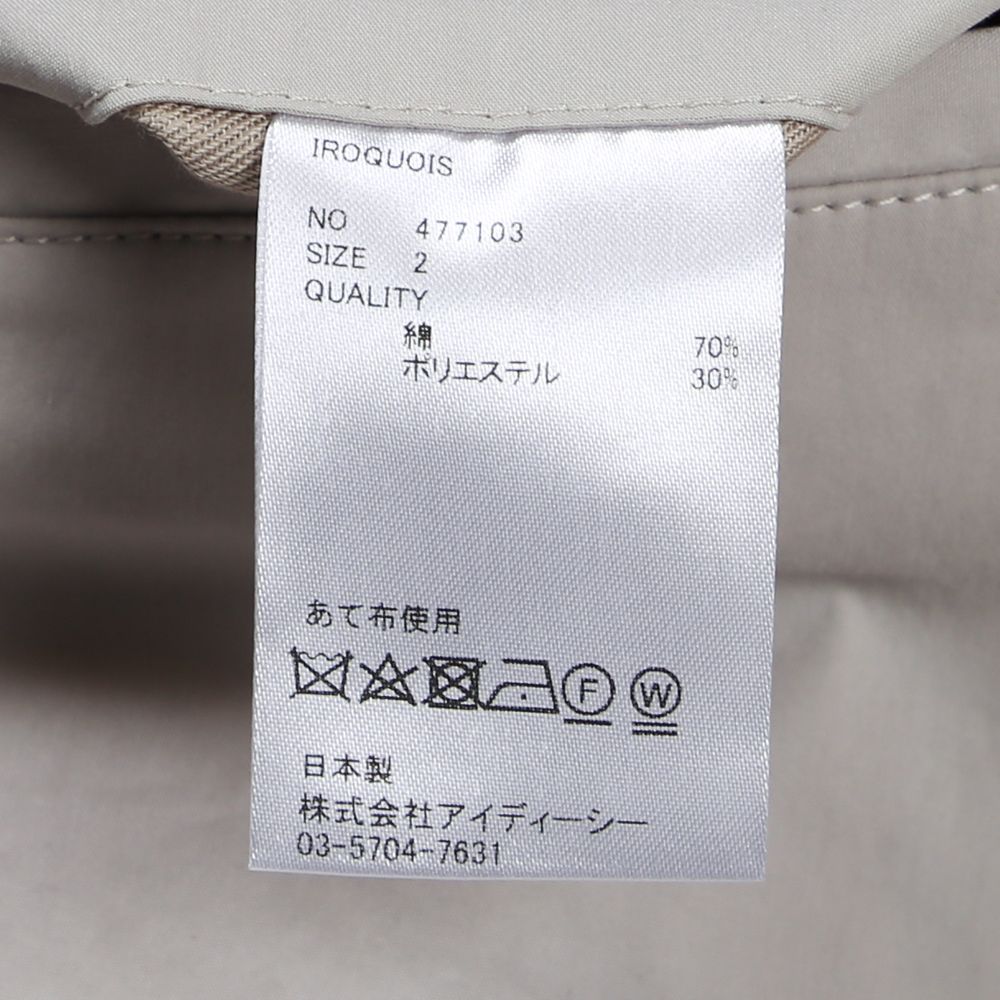 IROQUOIS
NO 477103
SIZE 2
QUALITY
綿 70%
ポリエステル 30%
あて布使用
F W
日本製
株式会社アイディーシー
03-5704-7631